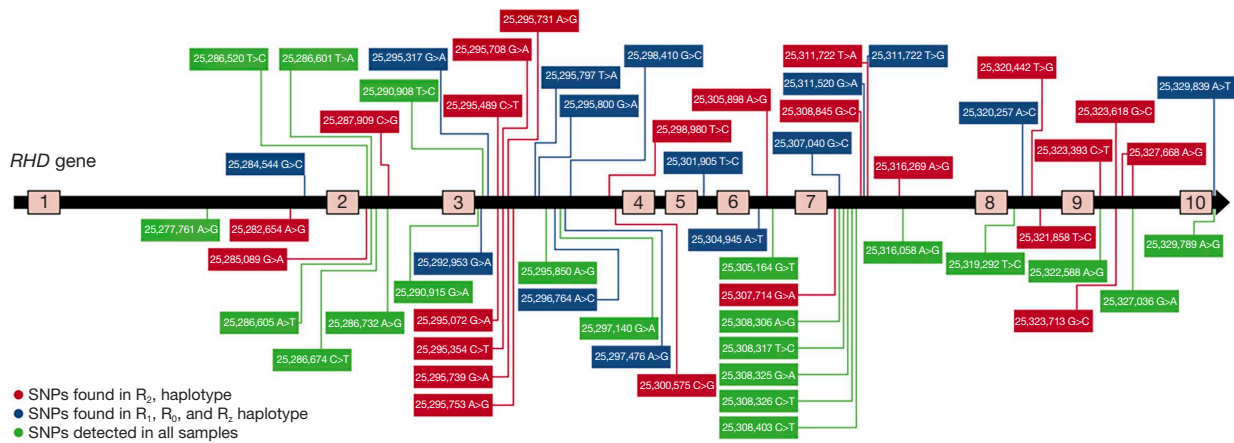 25,295,731 A>G
25,286,520 T>C
25,286,601 T>A
25,295,317 G>A
25,295,708 G>A
25,298,410 G>C
25,311,722 T>A
25,311,722 T>G
25,320,442 T>G
25,295,797 T>A
25,329,839 A>T
25,290,908 T>C
25,311,520 G>A
25,295,489 C>T
25,295,800 G>A
25,305,898 A>G
25,320,257 A>C
25,323,618 G>C
25,308,845 G>C
25,287,909 C>G
25,298,980 T>C
25,307,040 G>C
25,323,393 C>T
25,327,668 A>G
RHD gene
25,284,544 G>C
25,301,905 T>C
25,316,269 A>G
1 2 3 4 5 6 7 8 9 10
25,277,761 A>G
25,282,654 A>G
25,304,945 A>T
25,321,858 T>C
25,329,789 A>G
25,285,089 G>A
25,292,953 G>A
25,316,058 A>G
25,319,292 T>C
25,295,850 A>G
25,305,164 G>T
25,322,588 A>G
25,290,915 G>A
25,296,764 A>C
25,307,714 G>A
25,327,036 G>A
25,286,605 A>T
25,286,732 A>G
25,295,072 G>A
25,297,140 G>A
25,308,306 A>G
25,323,713 G>C
25,295,354 C>T
25,308,317 T>C
25,286,674 C>T
25,297,476 A>G
25,295,739 G>A
25,308,325 G>A
25,300,575 C>G
25,295,753 A>G
25,308,326 C>T
25,308,403 C>T
SNPs found in R2, haplotype
SNPs found in R1, R0, and Rz haplotype
SNPs detected in all samples